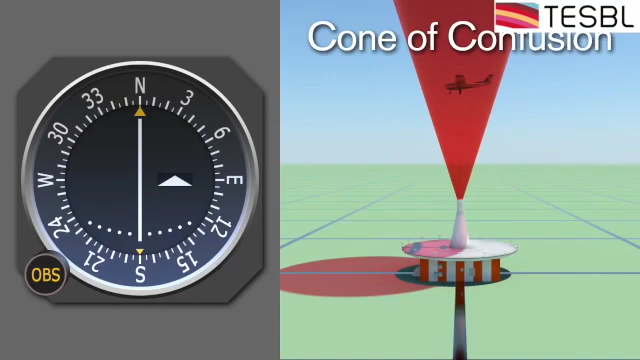 TESBL
Cone of Confusion
N
3
6
E
12
15
S
21
24
W
30
33
OBS